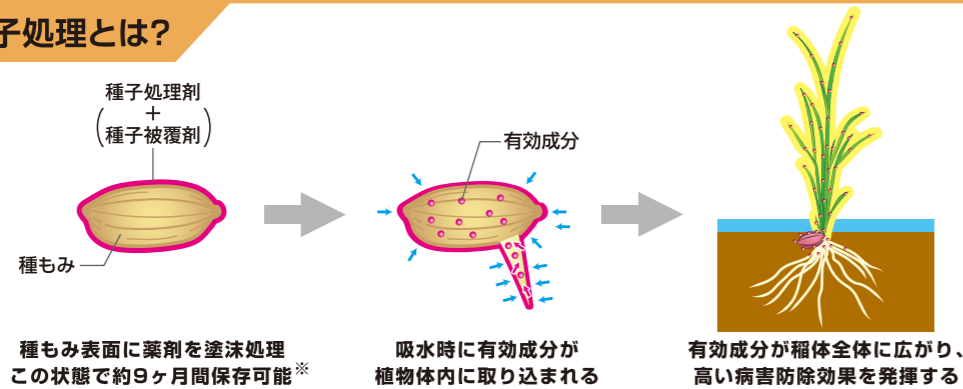 子処理とは?
種子処理剤
+
種子被覆剤
種もみ
有効成分
種もみ表面に薬剤を塗沫処理
この状態で約9ヶ月間保存可能※
吸水時に有効成分が
植物体内に取り込まれる
有効成分が稲体全体に広がり、
高い病害防除効果を発揮する